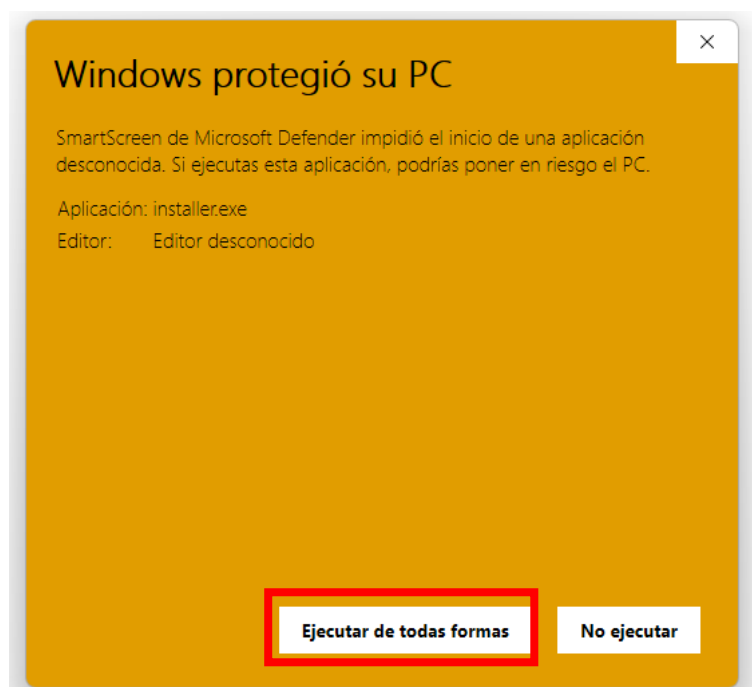 Windows protegió su PC
SmartScreen de Microsoft Defender impidió el inicio de una aplicación
desconocida. Si ejecutas esta aplicación, podrías poner en riesgo el PC.
Aplicación: installer.exe
Editor: Editor desconocido
Ejecutar de todas formas No ejecutar